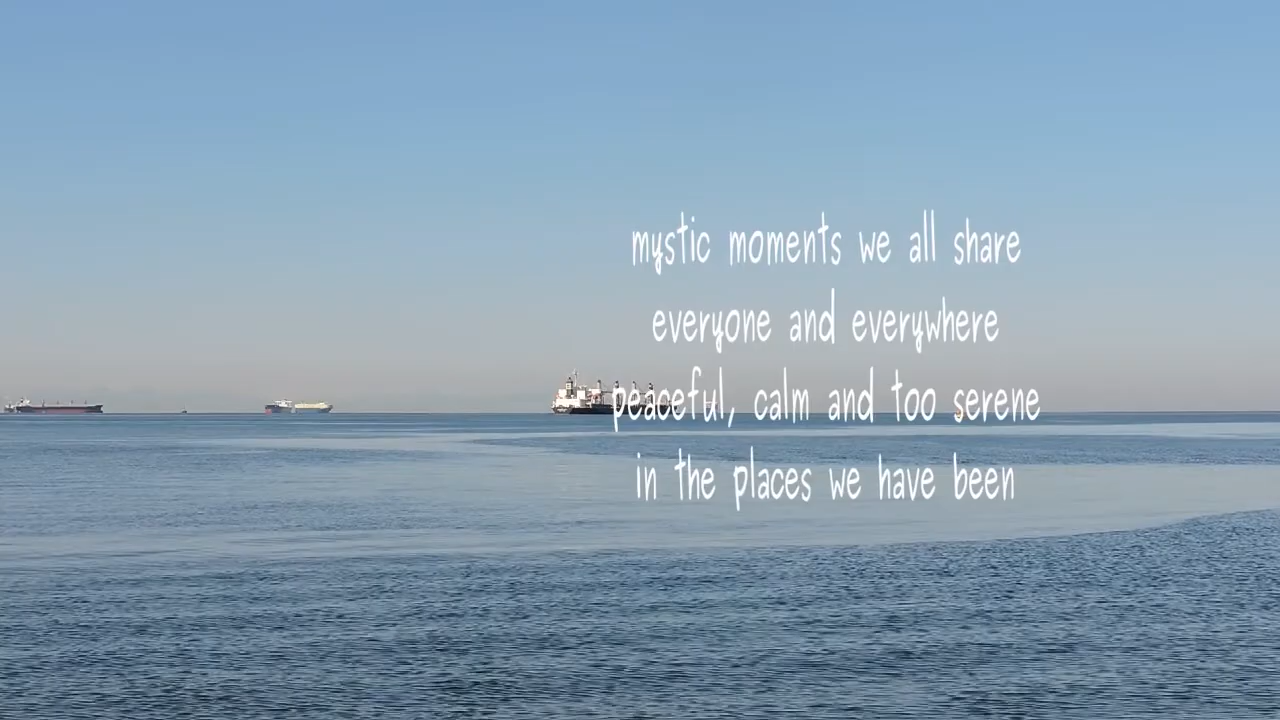 mystic moments we all share
everyone and everywhere
peaceful, calm and too serene
in the places we have been